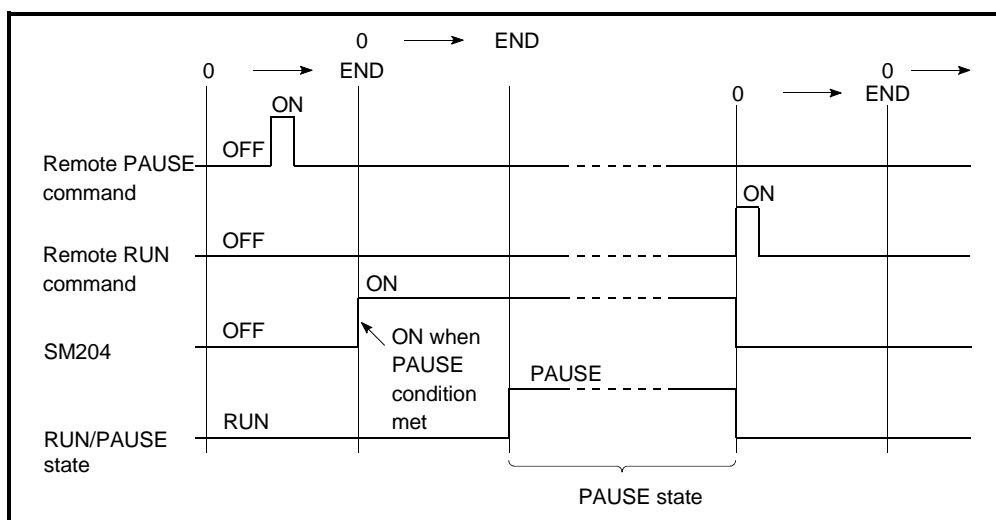 0 → END
0 → END
0 → END
0 →
ON
OFF
Remote PAUSE
command
ON
OFF
Remote RUN
command
ON
OFF
SM204
ON when
PAUSE
condition
met
PAUSE
RUN
RUN/PAUSE
state
PAUSE state